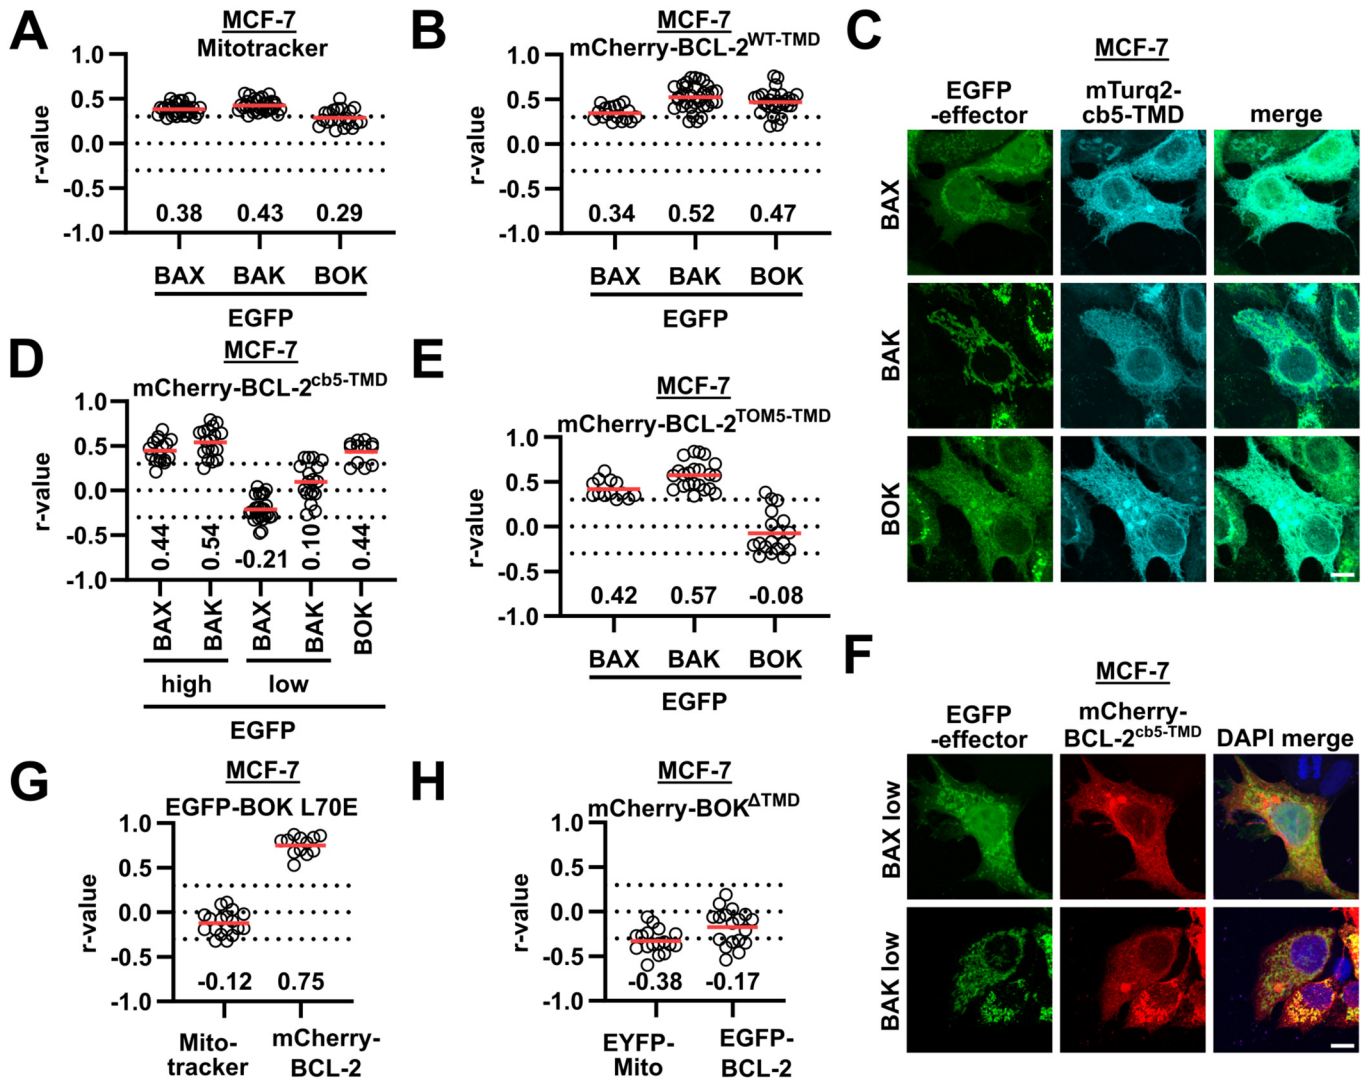 A
MCF-7
Mitotracker
r-value
1.0
0.5
0.0
-0.5
-1.0
0.38 0.43 0.29
BAX BAK BOK
EGFP
B
MCF-7
mCherry-BCL-2WT-TMD
r-value
1.0
0.5
0.0
-0.5
-1.0
0.34 0.52 0.47
BAX BAK BOK
EGFP
C
MCF-7
EGFP
-effector
mTurq2-
cb5-TMD
merge
BAX
BAK
BOK
D
MCF-7
mCherry-BCL-2cb5-TMD
r-value
1.0
0.5
0.0
-0.5
-1.0
0.44 0.54 -0.21 0.10 0.44
BAX BAK BAX BAK BOK
high low
EGFP
E
MCF-7
mCherry-BCL-2TOM5-TMD
r-value
1.0
0.5
0.0
-0.5
-1.0
0.42 0.57 -0.08
BAX BAK BOK
EGFP
F
MCF-7
EGFP
-effector
mCherry-
BCL-2cb5-TMD
DAPI merge
BAX low
BAK low
G
MCF-7
EGFP-BOK L70E
r-value
1.0
0.5
0.0
-0.5
-1.0
-0.12 0.75
Mito-
tracker
mCherry-
BCL-2
H
MCF-7
mCherry-BOKΔTMD
r-value
1.0
0.5
0.0
-0.5
-1.0
-0.38 -0.17
EYFP-
Mito
EGFP-
BCL-2